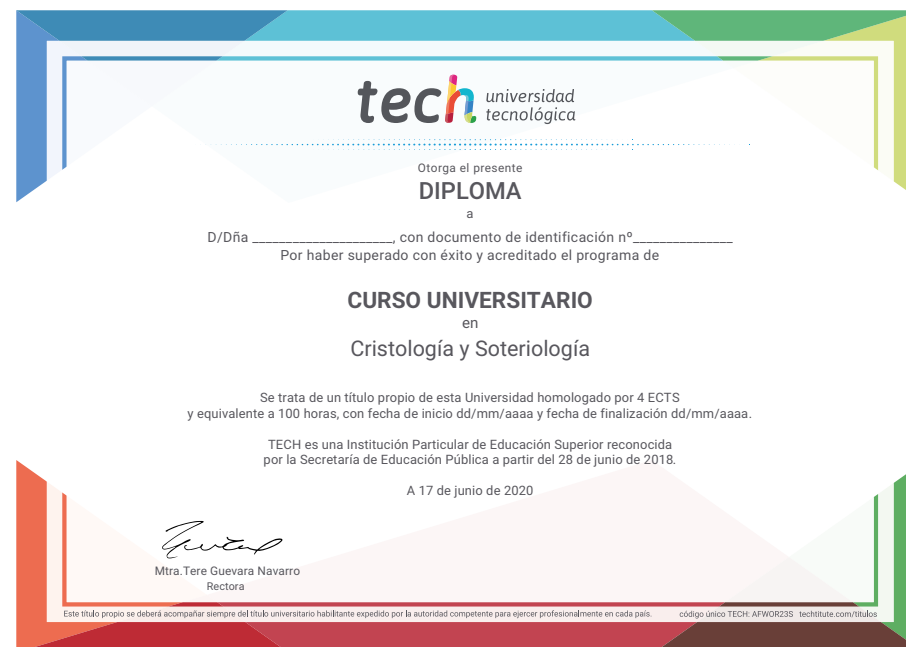 tech universidad
tecnológica
Otorga el presente
DIPLOMA
a
D/Dña ______________________, con documento de identificación nº_______________
Por haber superado con éxito y acreditado el programa de
CURSO UNIVERSITARIO
en
Cristología y Soteriología
Se trata de un título propio de esta Universidad homologado por 4 ECTS
y equivalente a 100 horas, con fecha de inicio dd/mm/aaaa y fecha de finalización dd/mm/aaaa.
TECH es una Institución Particular de Educación Superior reconocida
por la Secretaría de Educación Pública a partir del 28 de junio de 2018.
A 17 de junio de 2020
Mtra.Tere Guevara Navarro
Rectora
Este título propio se deberá acompañar siempre del título universitario habilitante expedido por la autoridad competente para ejercer profesionalmente en cada país. código único TECH: AFWOR23S techtitute.com/titulos